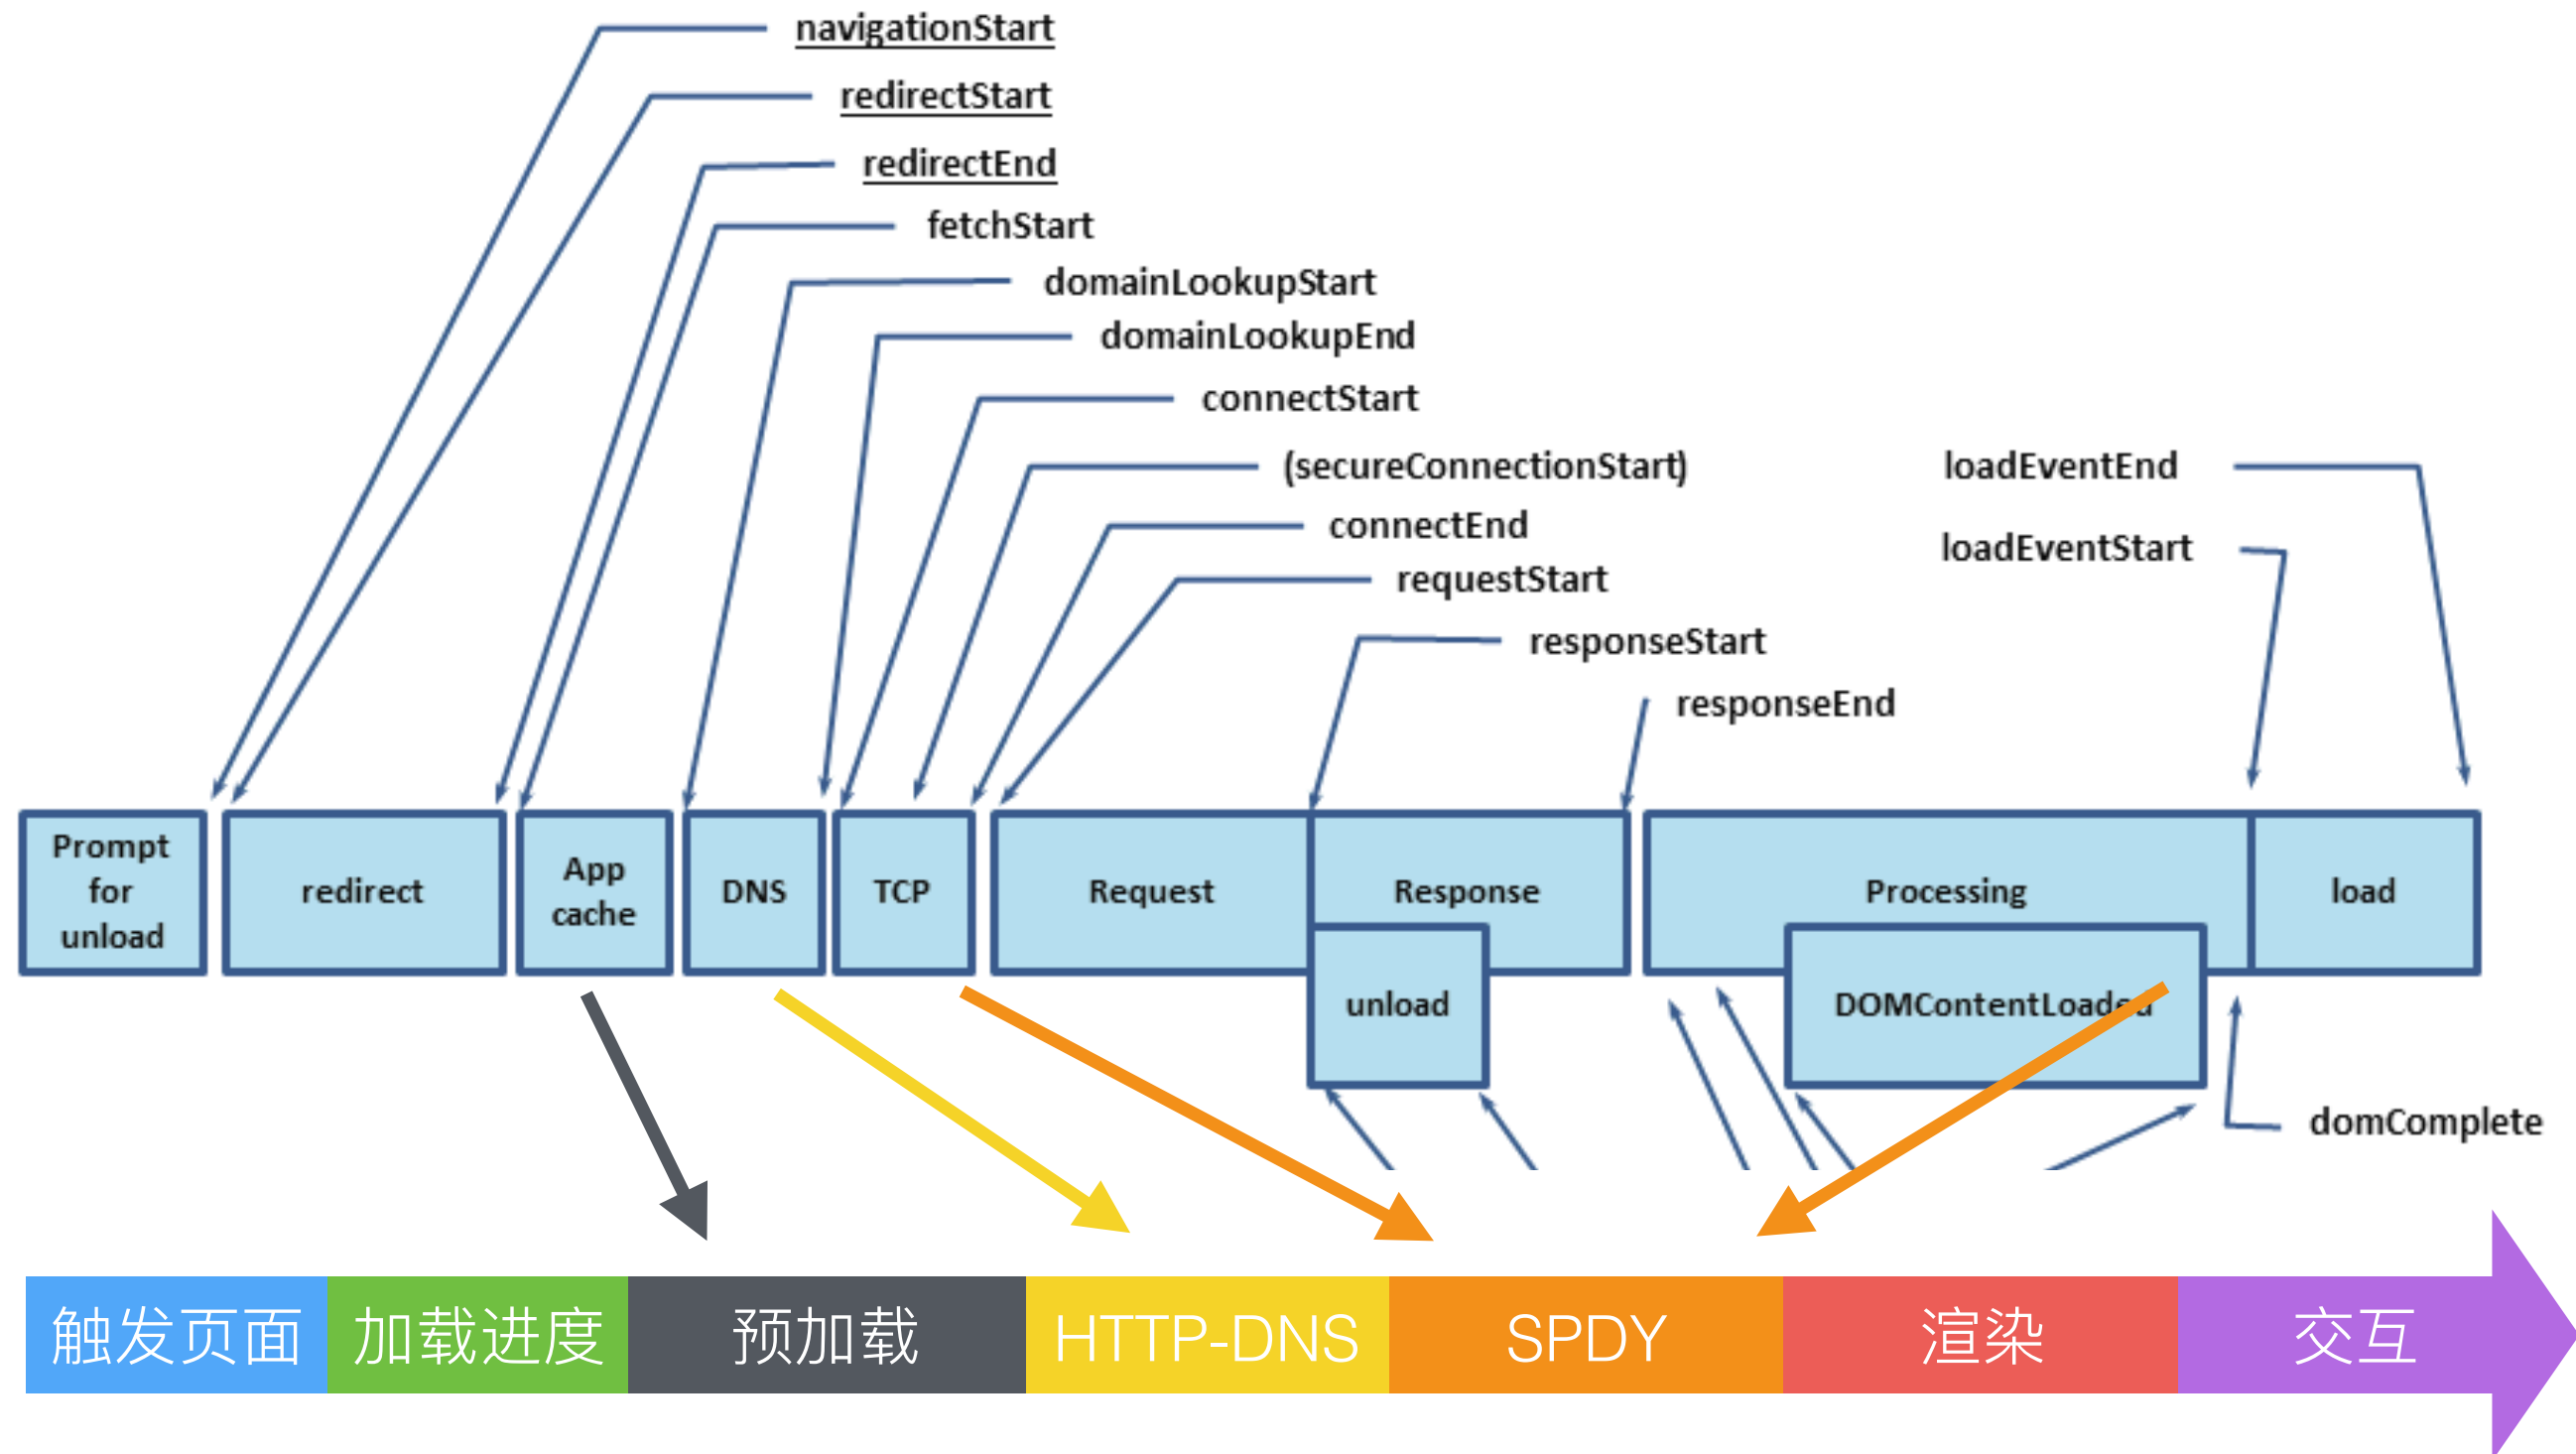 navigationStart
redirectStart
redirectEnd
fetchStart
domainLookupStart
domainLookupEnd
connectStart
(secureConnectionStart)
connectEnd
requestStart
responseStart
responseEnd
loadEventEnd
loadEventStart
Prompt
for
unload
redirect
App
cache
DNS
TCP
Request
Response
unload
Processing
DOMContentLoaded
load
domComplete
触发页面
加载进度
预加载
HTTP-DNS
SPDY
渲染
交互